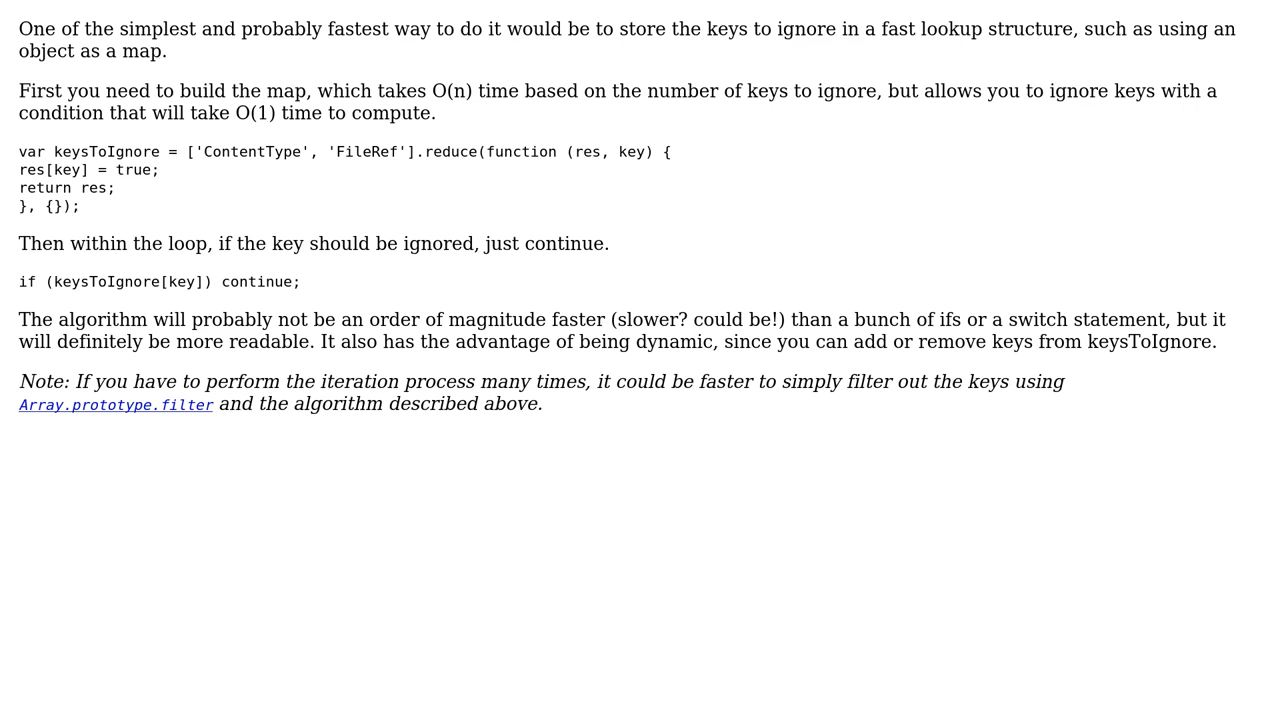 One of the simplest and probably fastest way to do it would be to store the keys to ignore in a fast lookup structure, such as using an
object as a map.
First you need to build the map, which takes O(n) time based on the number of keys to ignore, but allows you to ignore keys with a
condition that will take O(1) time to compute.
var keysToIgnore = ['ContentType', 'FileRef'].reduce(function (res, key) {
res[key] = true;
return res;
}, {});
Then within the loop, if the key should be ignored, just continue.
if (keysToIgnore[key]) continue;
The algorithm will probably not be an order of magnitude faster (slower? could be!) than a bunch of ifs or a switch statement, but it
will definitely be more readable. It also has the advantage of being dynamic, since you can add or remove keys from keysToIgnore.
Note: If you have to perform the iteration process many times, it could be faster to simply filter out the keys using
Array.prototype.filter and the algorithm described above.